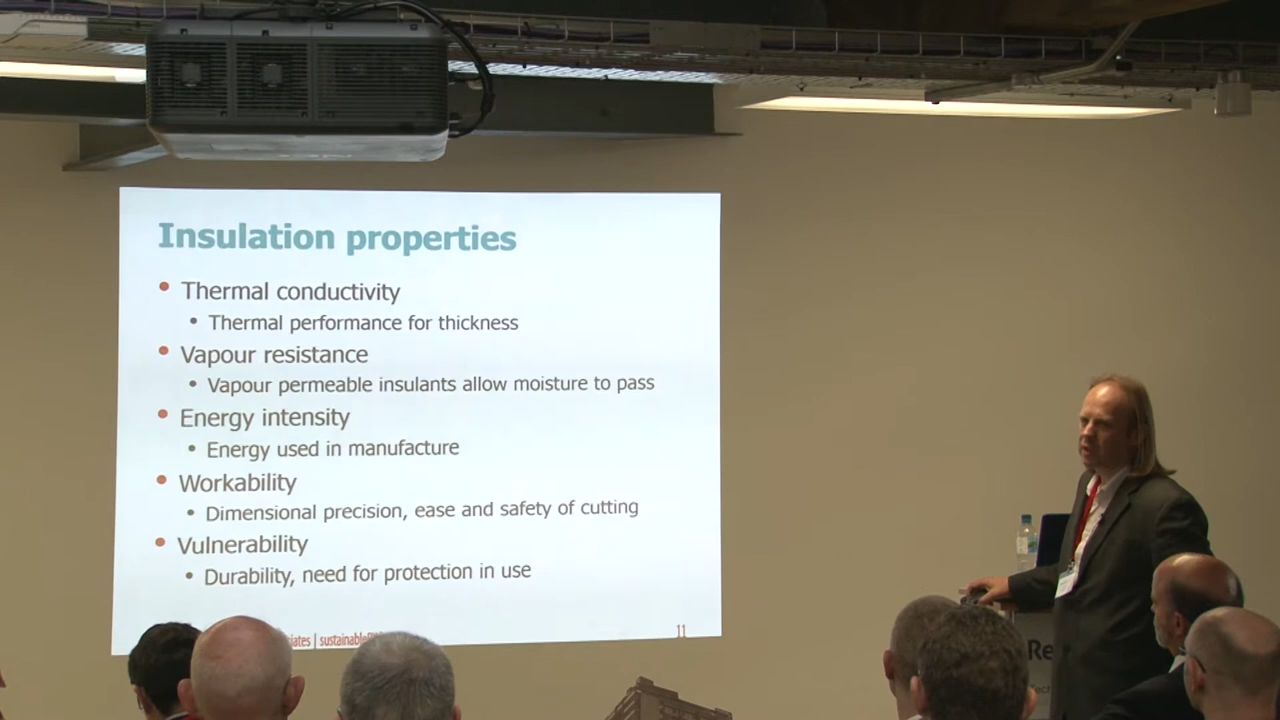 Insulation properties
• Thermal conductivity
• Thermal performance for thickness
• Vapour resistance
• Vapour permeable insulants allow moisture to pass
• Energy intensity
• Energy used in manufacture
• Workability
• Dimensional precision, ease and safety of cutting
• Vulnerability
• Durability, need for protection in use
| 
11
Re